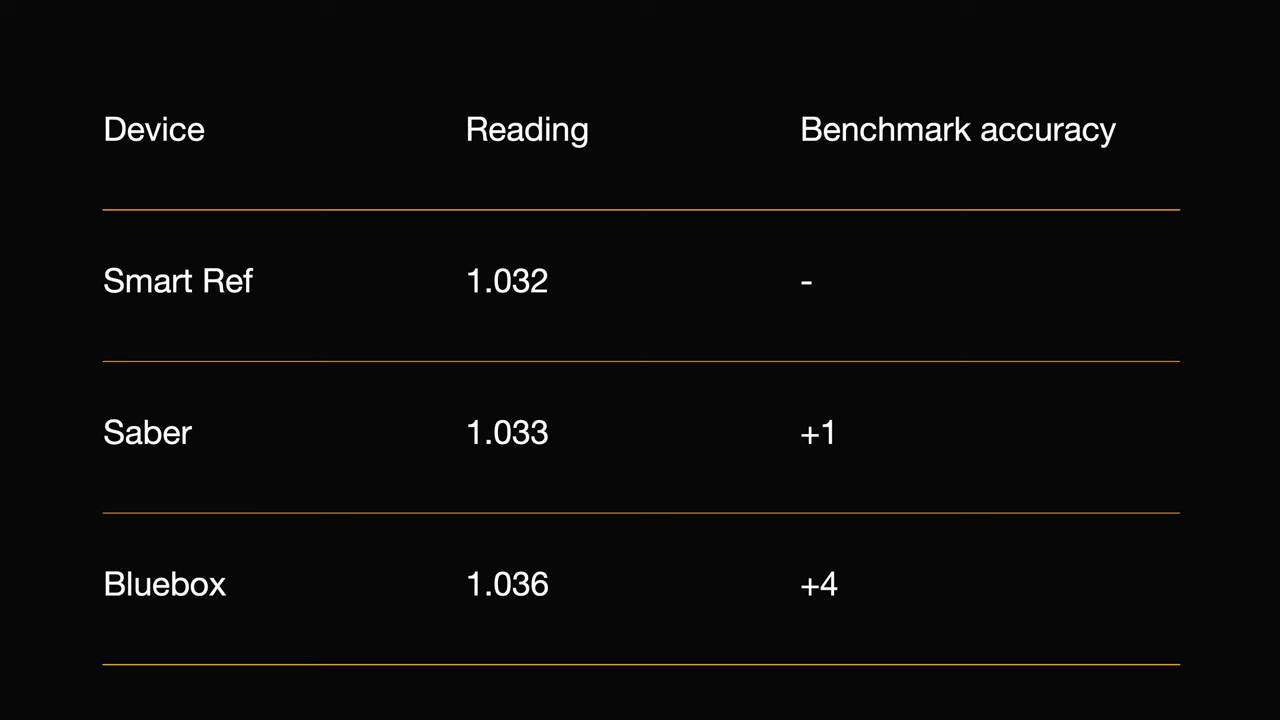 Device Reading Benchmark accuracy
Smart Ref 1.032 -
Saber 1.033 +1
Bluebox 1.036 +4